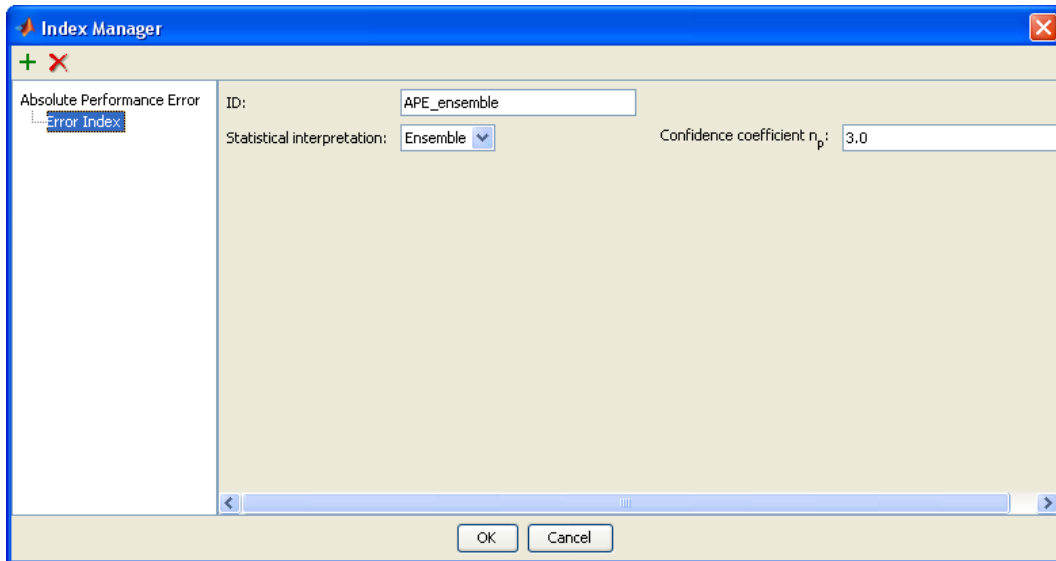 Index Manager
Absolute Performance Error
Error Index
ID: APE_ensemble
Statistical interpretation: Ensemble Confidence coefficient np: 3.0
OK Cancel